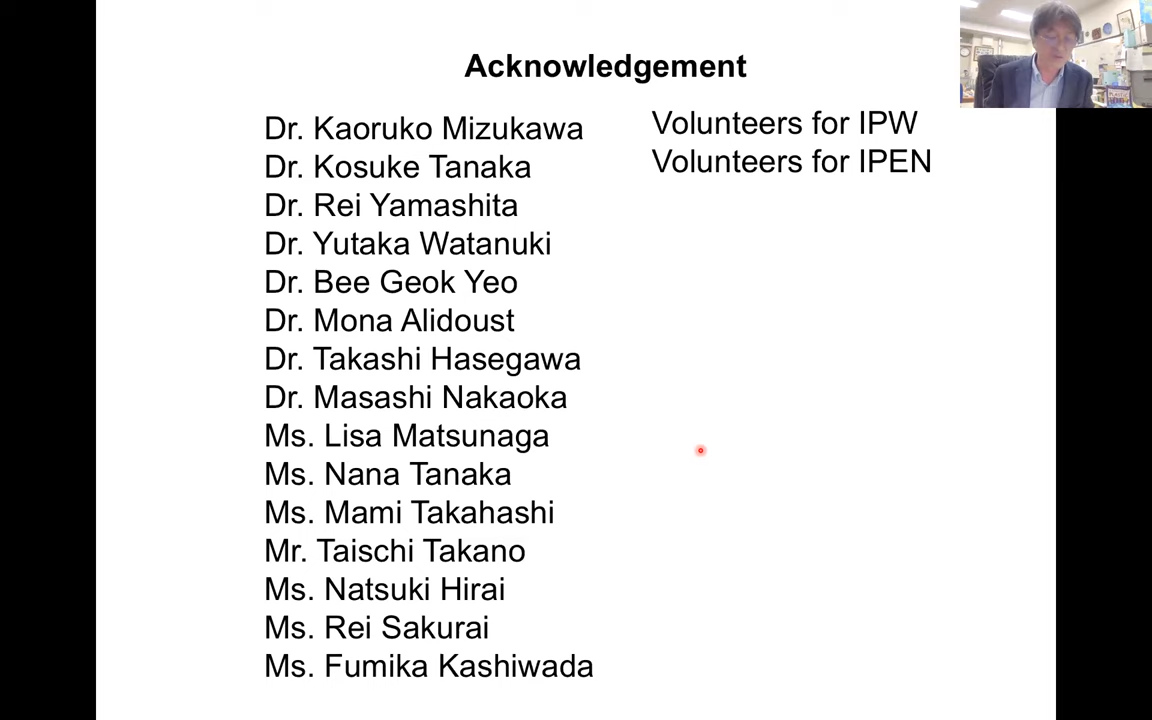 Acknowledgement
Dr. Kaoruko Mizukawa
Dr. Kosuke Tanaka
Dr. Rei Yamashita
Dr. Yutaka Watanuki
Dr. Bee Geok Yeo
Dr. Mona Alidoust
Dr. Takashi Hasegawa
Dr. Masashi Nakaoka
Ms. Lisa Matsunaga
Ms. Nana Tanaka
Ms. Mami Takahashi
Mr. Taischi Takano
Ms. Natsuki Hirai
Ms. Rei Sakurai
Ms. Fumika Kashiwada
Volunteers for IPW
Volunteers for IPEN